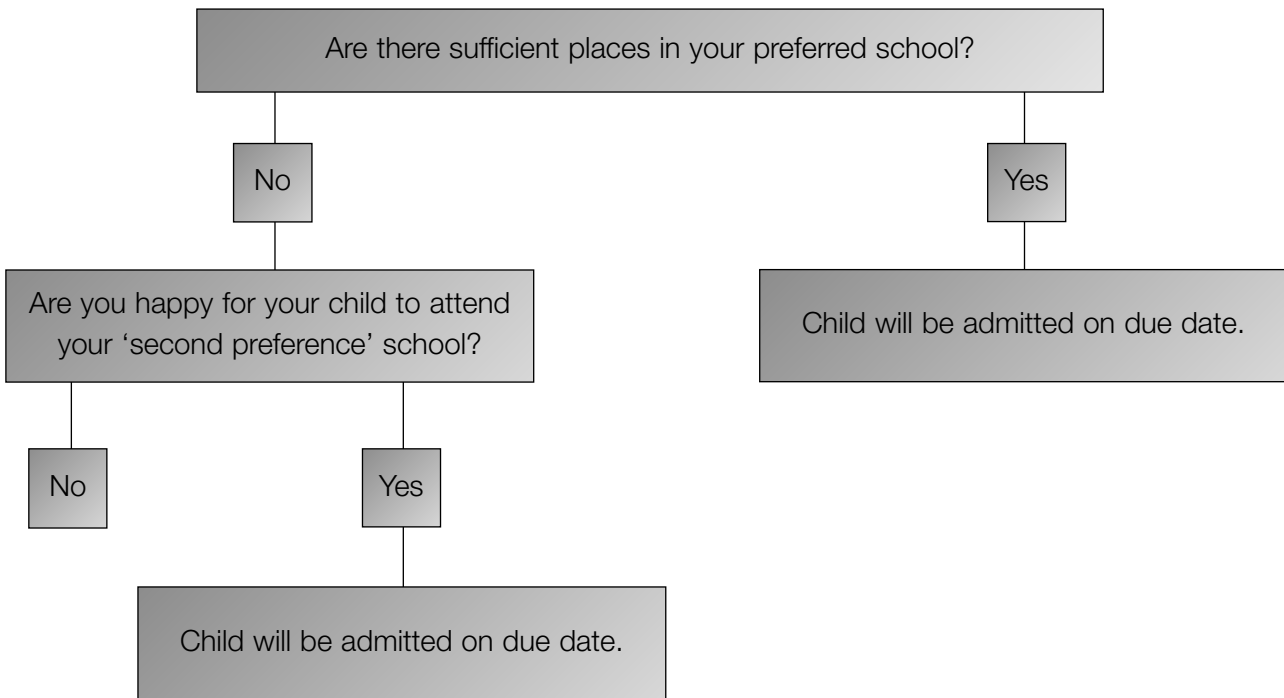 Are there sufficient places in your preferred school?
No
Yes
Are you happy for your child to attend
your ‘second preference’ school?
Child will be admitted on due date.
No
Yes
Child will be admitted on due date.